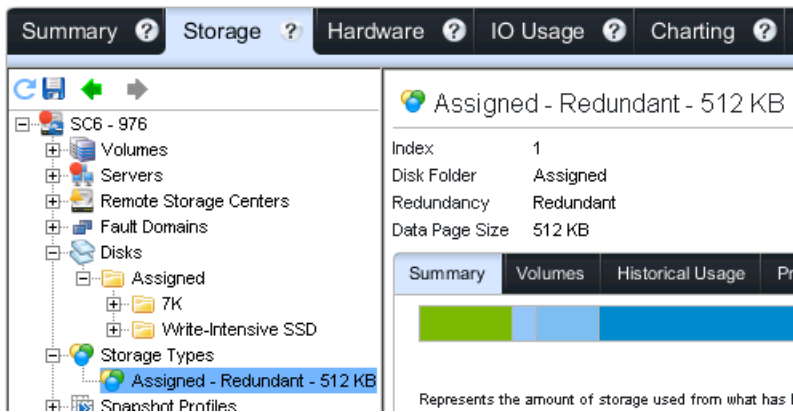 Summary ? Storage ? Hardware ? IO Usage ? Charting ?
SC6 - 976
Volumes
Servers
Remote Storage Centers
Fault Domains
Disks
Assigned
7K
Write-Intensive SSD
Storage Types
Assigned - Redundant - 512 KB
Snapshot Profiles
Assigned - Redundant - 512 KB
Index 1
Disk Folder Assigned
Redundancy Redundant
Data Page Size 512 KB
Summary Volumes Historical Usage
Represents the amount of storage used from what has